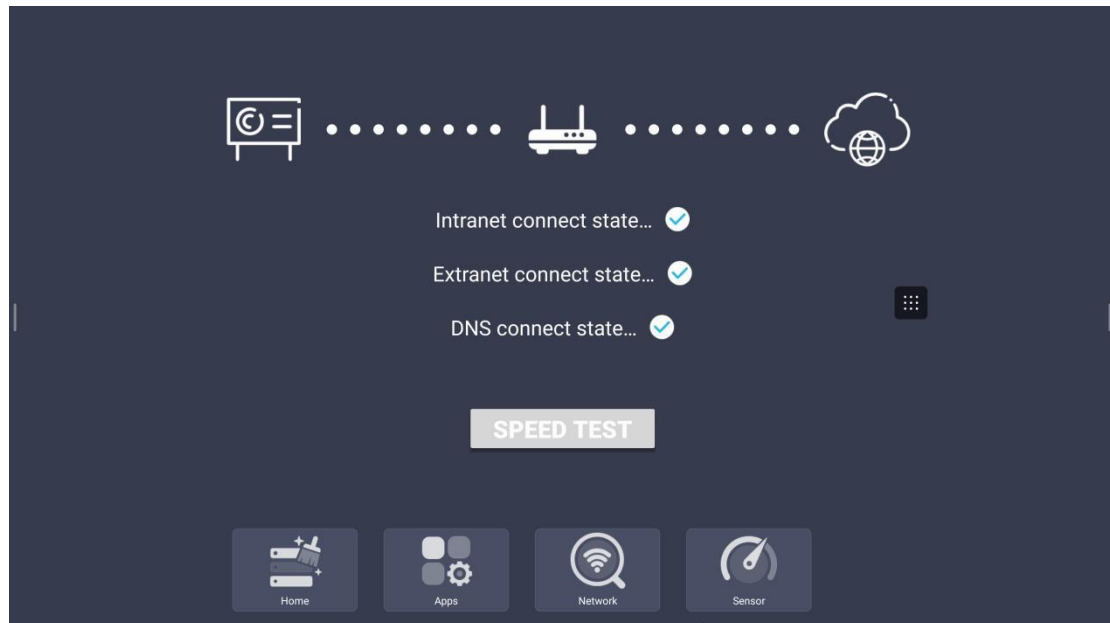 Intranet connect state...
Extranet connect state...
DNS connect state...
SPEED TEST
Home
Apps
Network
Sensor